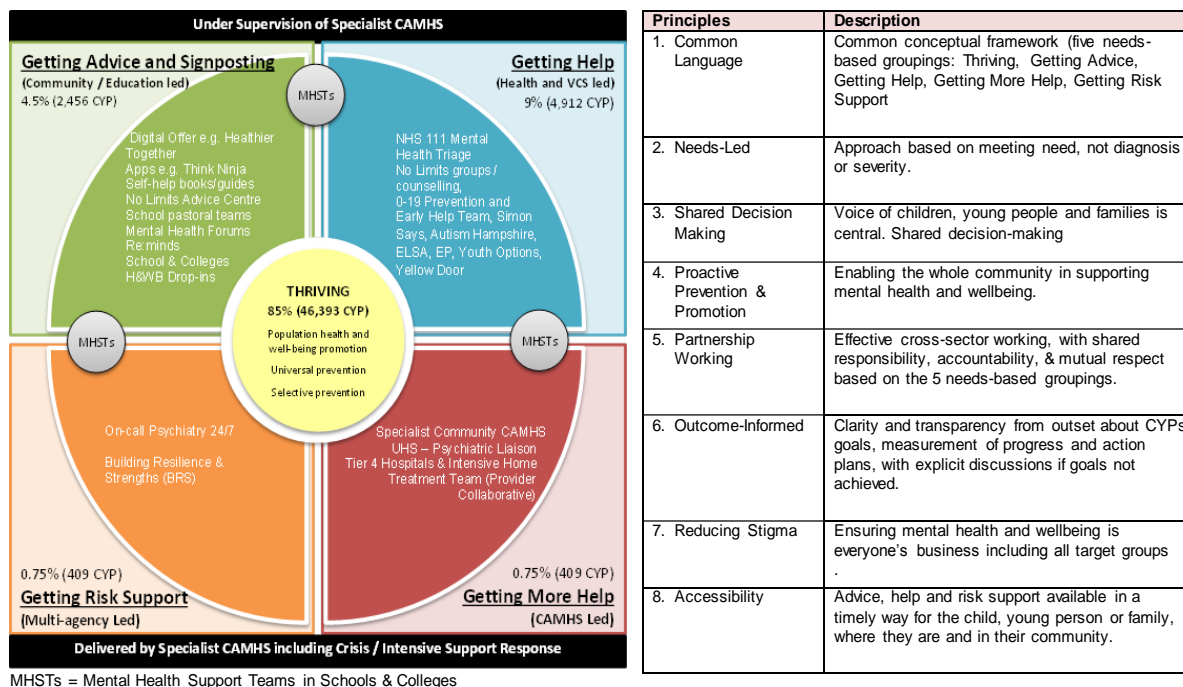 Under Supervision of Specialist CAMHS
Getting Advice and Signposting
(Community / Education led)
4.5% (2,456 CYP)
MHSTs
Getting Help
(Health and VCS led)
9% (4,912 CYP)
Digital Offer e.g. Healthier
Together
Apps e.g. Think Ninja
Self-help books/guides
No Limits Advice Centre
School pastoral teams
Mental Health Forums
Re:minds
School & Colleges
H&WB Drop-ins
NHS 111 Mental
Health Triage
No Limits groups /
counselling,
0-19 Prevention and
Early Help Team, Simon
Says, Autism Hampshire,
ELSA, EP, Youth Options,
Yellow Door
THRIVING
85% (46,393 CYP)
Population health and
well-being promotion
Universal prevention
Selective prevention
MHSTs
MHSTs
On-call Psychiatry 24/7
Building Resilience &
Strengths (BRS)
Specialist Community CAMHS
UHS – Psychiatric Liaison
Tier 4 Hospitals & Intensive Home
Treatment Team (Provider
Collaborative)
0.75% (409 CYP)
Getting Risk Support
(Multi-agency Led)
0.75% (409 CYP)
Getting More Help
(CAMHS Led)
Delivered by Specialist CAMHS including Crisis / Intensive Support Response
MHSTs = Mental Health Support Teams in Schools & Colleges
Principles Description
1. Common Language
Common conceptual framework (five needs-
based groupings: Thriving, Getting Advice,
Getting Help, Getting More Help, Getting Risk
Support
2. Needs-Led
Approach based on meeting need, not diagnosis
or severity.
3. Shared Decision
Making
Voice of children, young people and families is
central. Shared decision-making
4. Proactive
Prevention &
Promotion
Enabling the whole community in supporting
mental health and wellbeing.
5. Partnership
Working
Effective cross-sector working, with shared
responsibility, accountability, & mutual respect
based on the 5 needs-based groupings.
6. Outcome-Informed
Clarity and transparency from outset about CYPs
goals, measurement of progress and action
plans, with explicit discussions if goals not
achieved.
7. Reducing Stigma
Ensuring mental health and wellbeing is
everyone's business including all target groups
.
8. Accessibility
Advice, help and risk support available in a
timely way for the child, young person or family,
where they are and in their community.